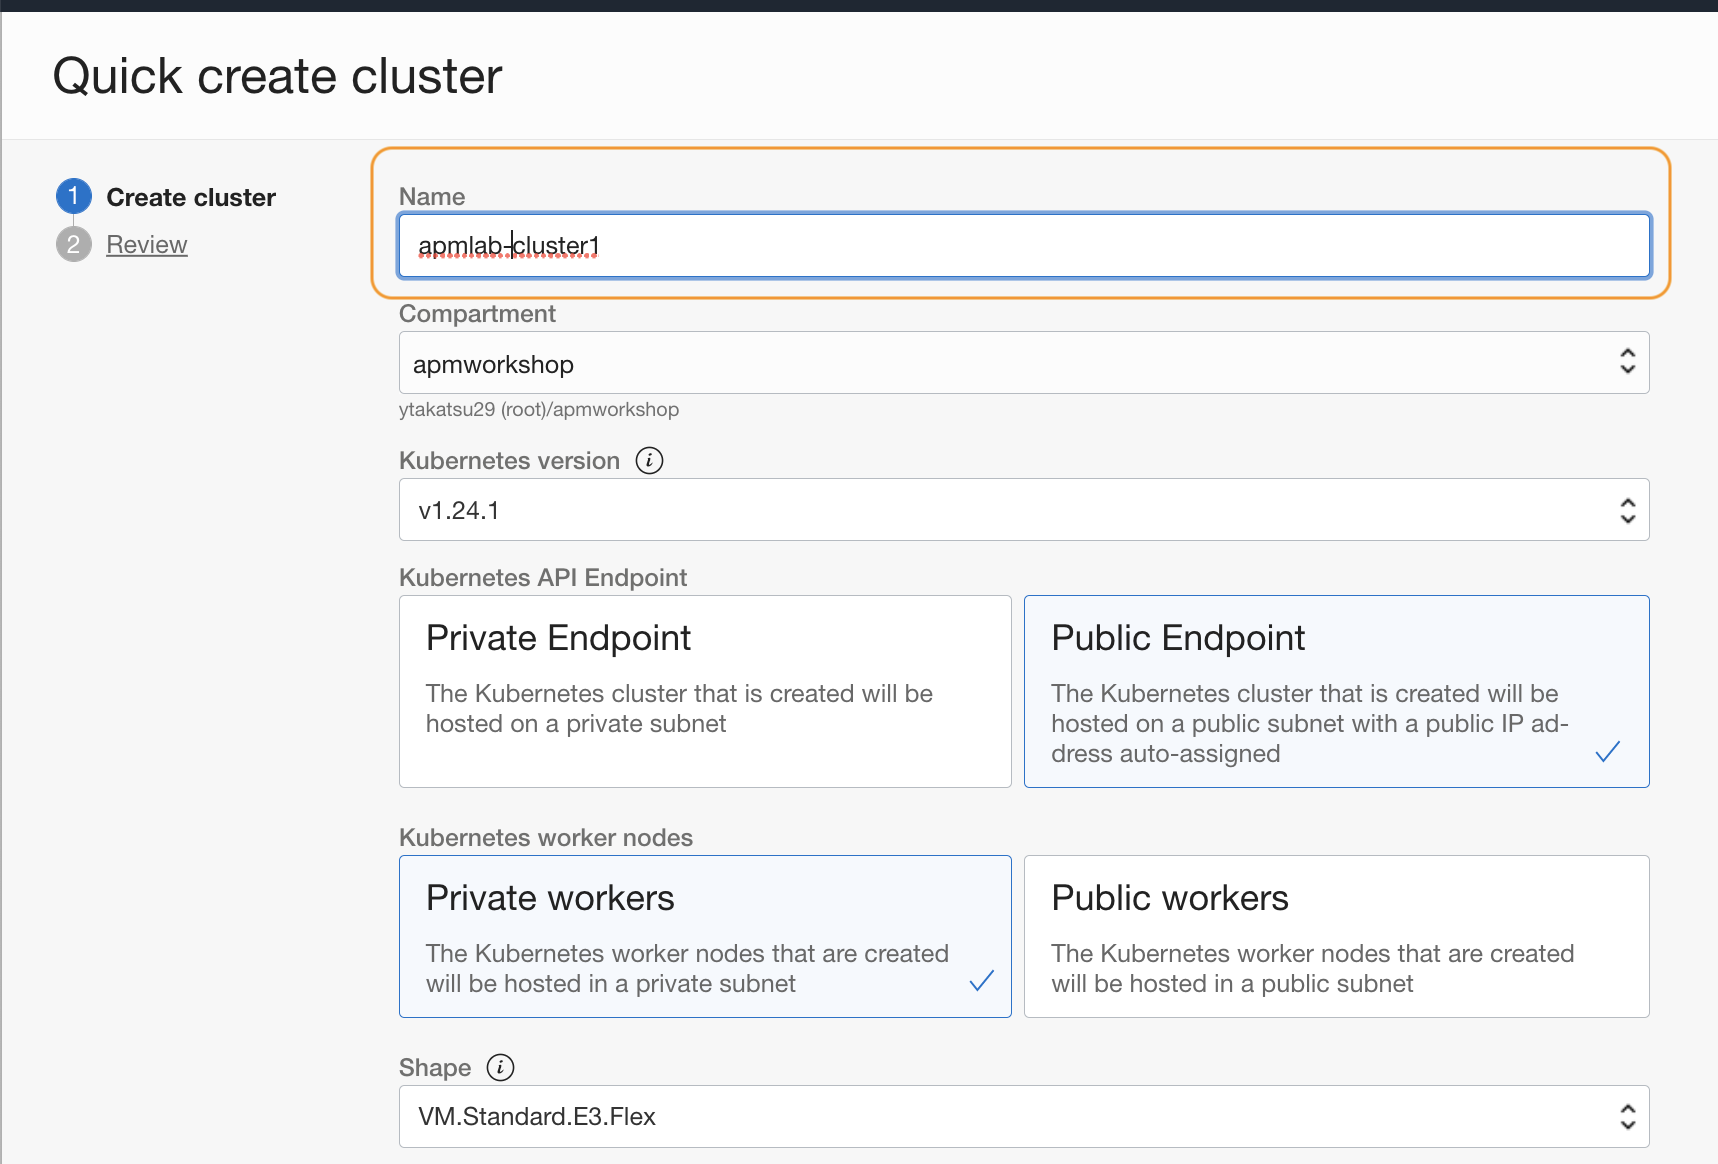 Quick create cluster
1 Create cluster
2 Review
Name
apmlab-cluster1
Compartment
apmworkshop
ytakatsu29 (root)/apmworkshop
Kubernetes version i
v1.24.1
Kubernetes API Endpoint
Private Endpoint
The Kubernetes cluster that is created will be
hosted on a private subnet
Public Endpoint
The Kubernetes cluster that is created will be
hosted on a public subnet with a public IP ad-
dress auto-assigned
Kubernetes worker nodes
Private workers
The Kubernetes worker nodes that are created
will be hosted in a private subnet
Public workers
The Kubernetes worker nodes that are created
will be hosted in a public subnet
Shape i
VM.Standard.E3.Flex